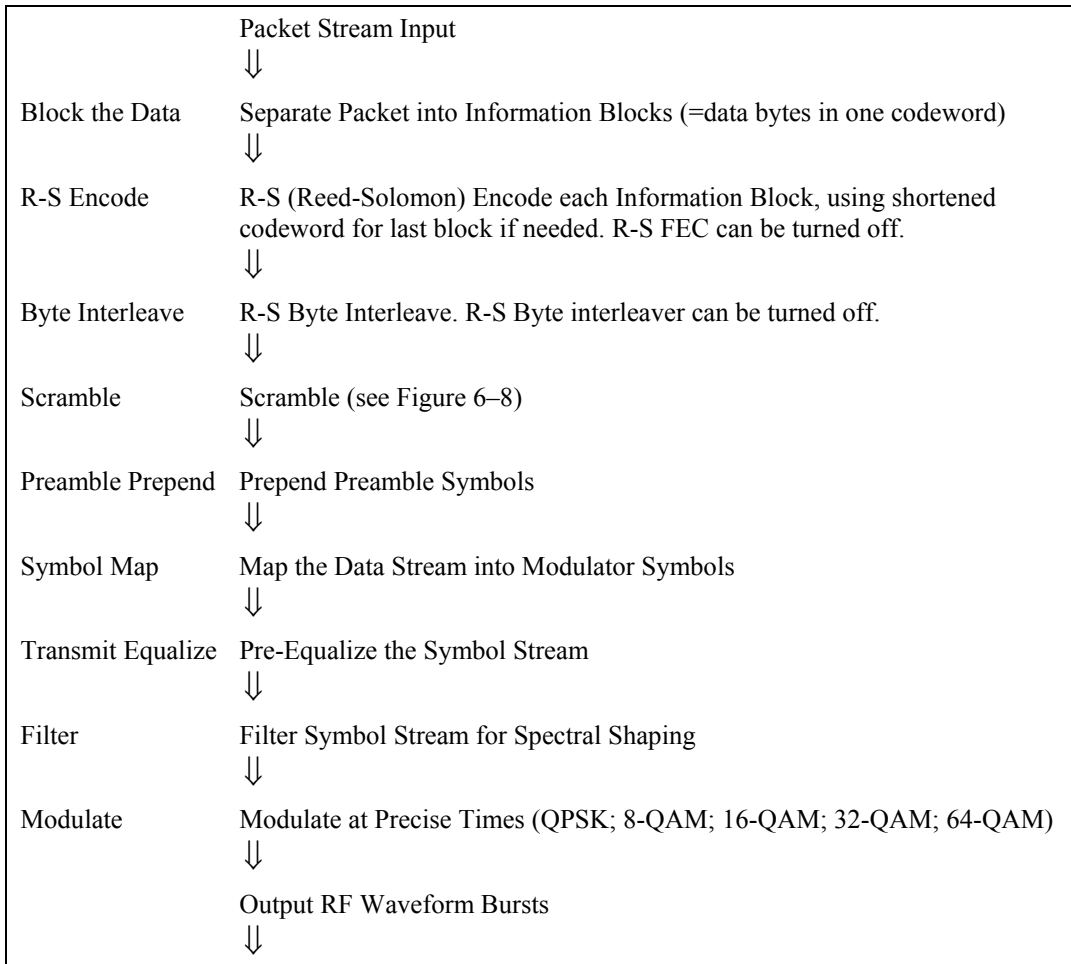 Packet Stream Input
⇓
Block the Data Separate Packet into Information Blocks (=data bytes in one codeword)
⇓
R-S Encode R-S (Reed-Solomon) Encode each Information Block, using shortened
codeword for last block if needed. R-S FEC can be turned off.
⇓
Byte Interleave R-S Byte Interleave. R-S Byte interleaver can be turned off.
⇓
Scramble Scramble (see Figure 6–8)
⇓
Preamble Prepend Prepend Preamble Symbols
⇓
Symbol Map Map the Data Stream into Modulator Symbols
⇓
Transmit Equalize Pre-Equalize the Symbol Stream
⇓
Filter Filter Symbol Stream for Spectral Shaping
⇓
Modulate Modulate at Precise Times (QPSK; 8-QAM; 16-QAM; 32-QAM; 64-QAM)
⇓
Output RF Waveform Bursts
⇓